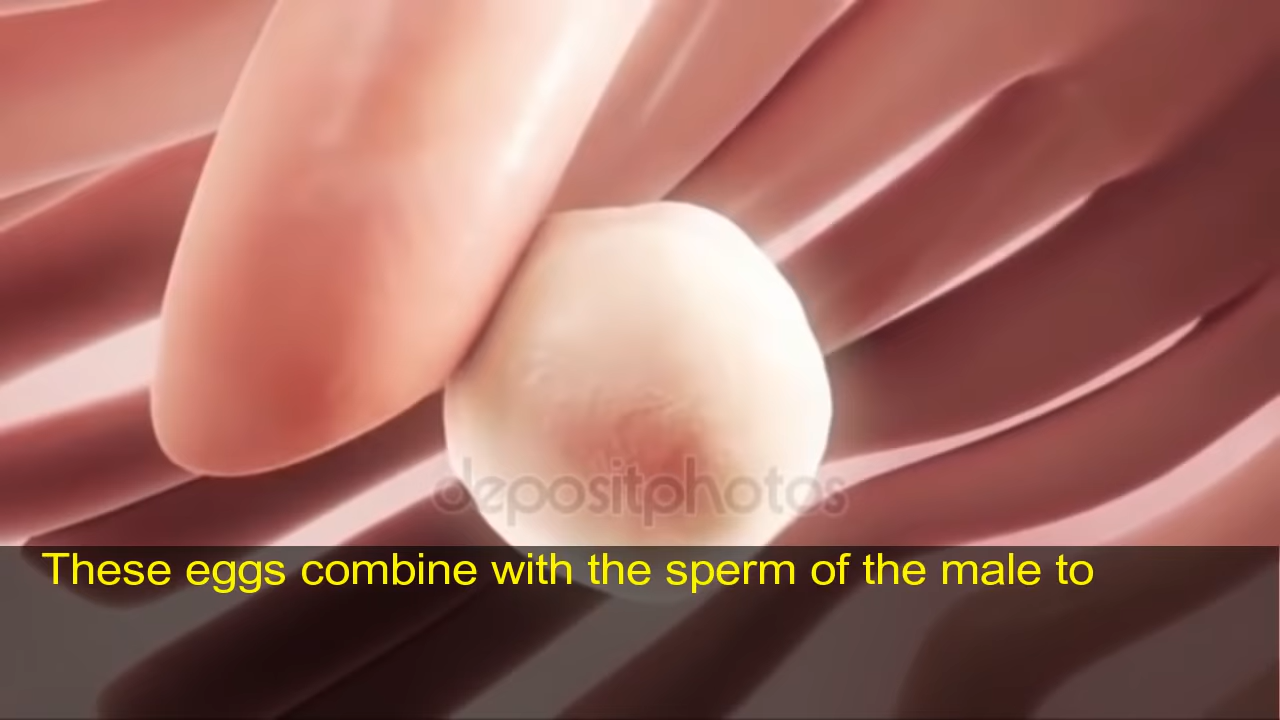 depositphotos
These eggs combine with the sperm of the male to